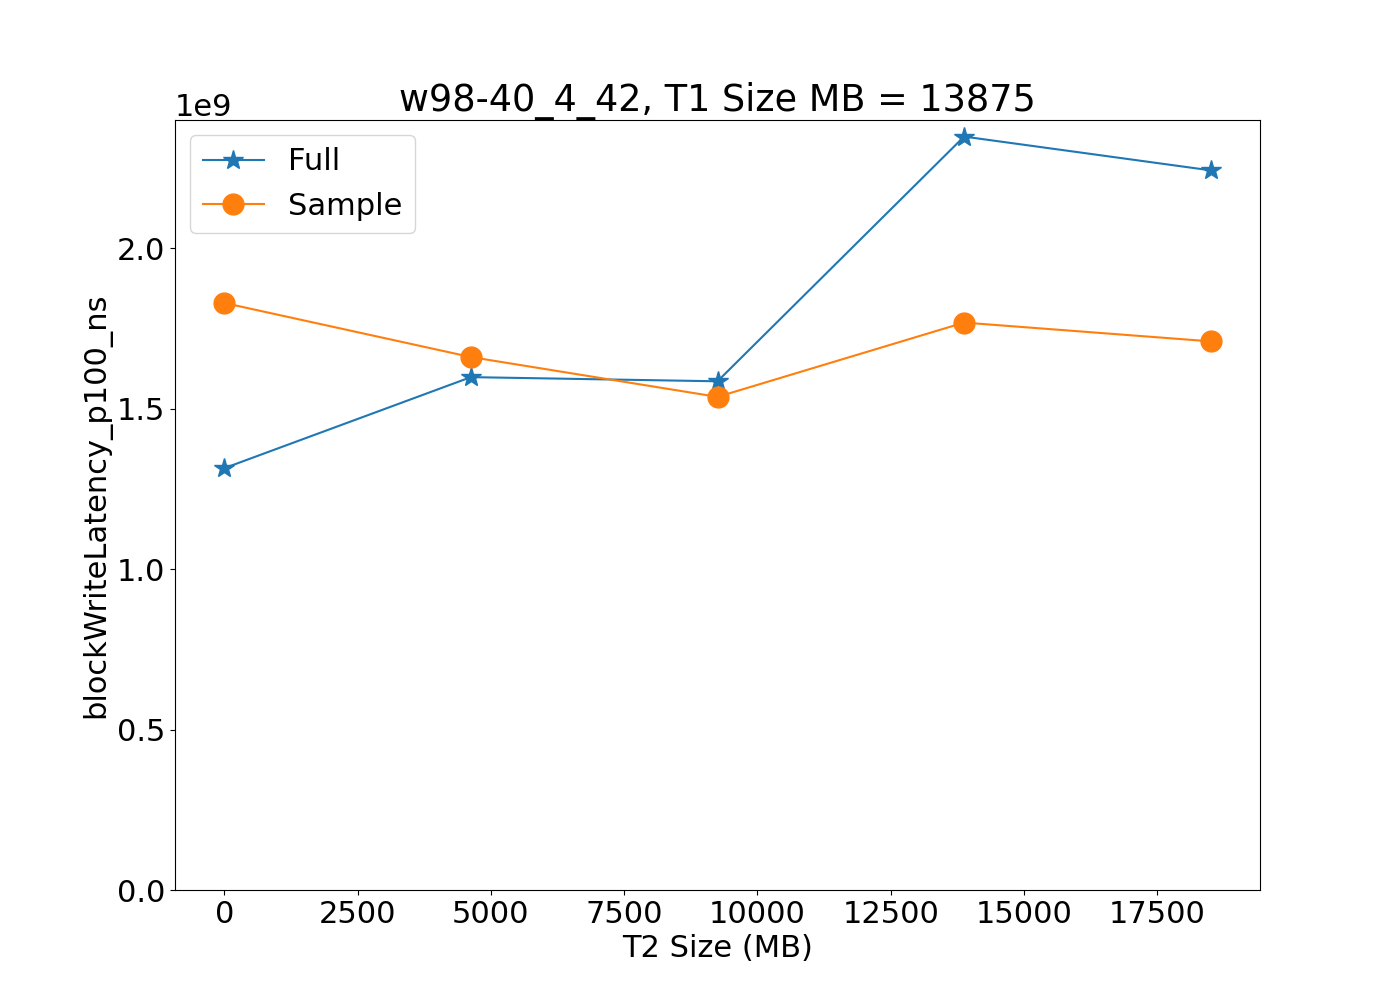 w98-40_4_42, T1 Size MB = 13875
1e9
Full
Sample
2.0
1.5
1.0
0.5
0.0
blockWriteLatency_p100_ns
0 2500 5000 7500 10000 12500 15000 17500
T2 Size (MB)